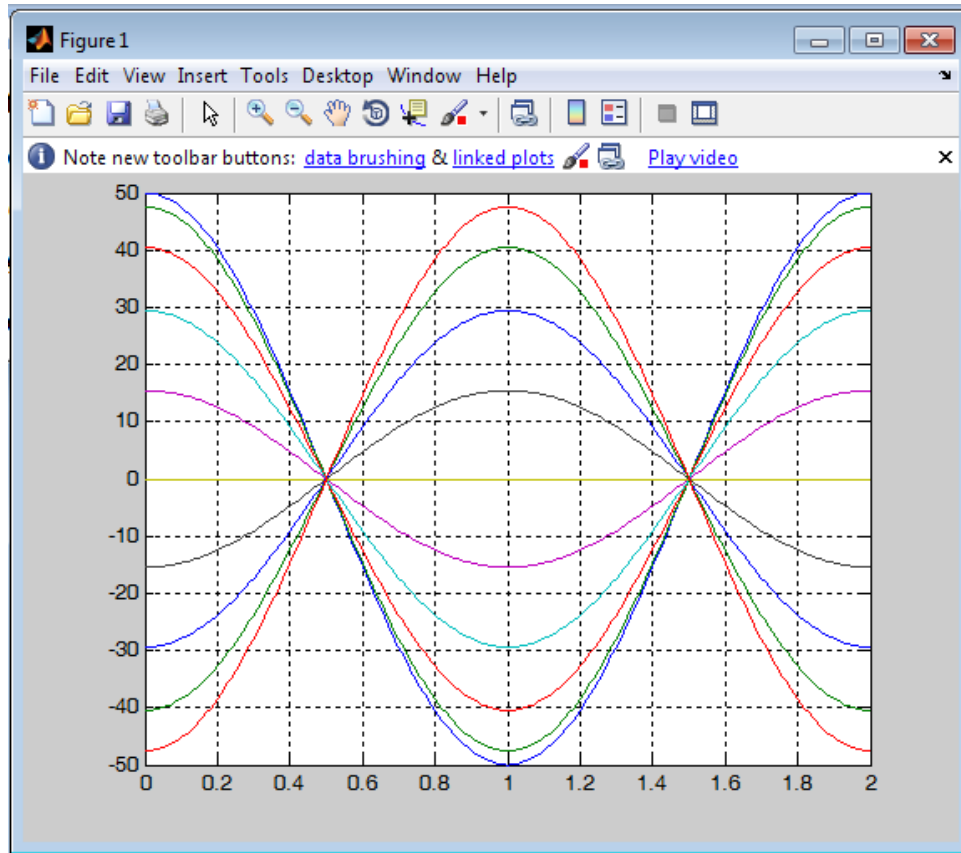 Figure 1
File Edit View Insert Tools Desktop Window Help
Note new toolbar buttons: data brushing & linked plots Play video
50
40
30
20
10
0
-10
-20
-30
-40
-50
0 0.2 0.4 0.6 0.8 1 1.2 1.4 1.6 1.8 2